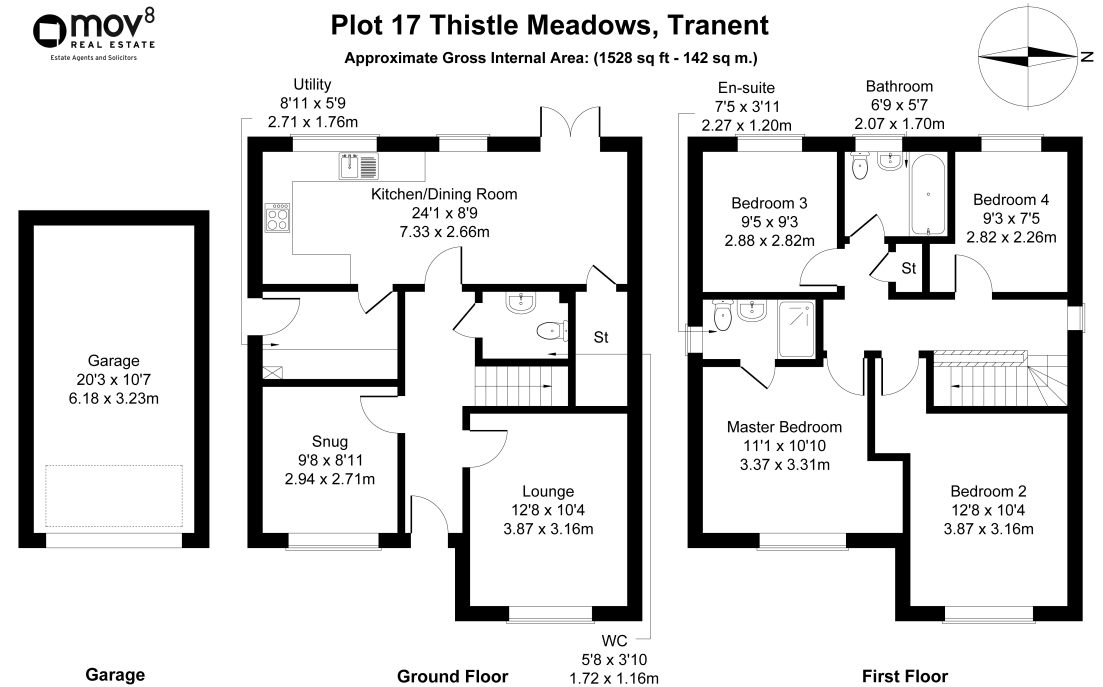 mov8
REAL ESTATE
Estate Agents and Solicitors
Plot 17 Thistle Meadows, Tranent
Approximate Gross Internal Area: (1528 sq ft - 142 sq m.)
N
Utility
8'11 x 5'9
2.71 x 1.76m
En-suite
7'5 x 3'11
2.27 x 1.20m
Bathroom
6'9 x 5'7
2.07 x 1.70m
Kitchen/Dining Room
24'1 x 8'9
7.33 x 2.66m
Bedroom 3
9'5 x 9'3
2.88 x 2.82m
Bedroom 4
9'3 x 7'5
2.82 x 2.26m
St
St
Garage
20'3 x 10'7
6.18 x 3.23m
Snug
9'8 x 8'11
2.94 x 2.71m
Lounge
12'8 x 10'4
3.87 x 3.16m
Master Bedroom
11'1 x 10'10
3.37 x 3.31m
Bedroom 2
12'8 x 10'4
3.87 x 3.16m
WC
5'8 x 3'10
1.72 x 1.16m
Garage
Ground Floor
First Floor